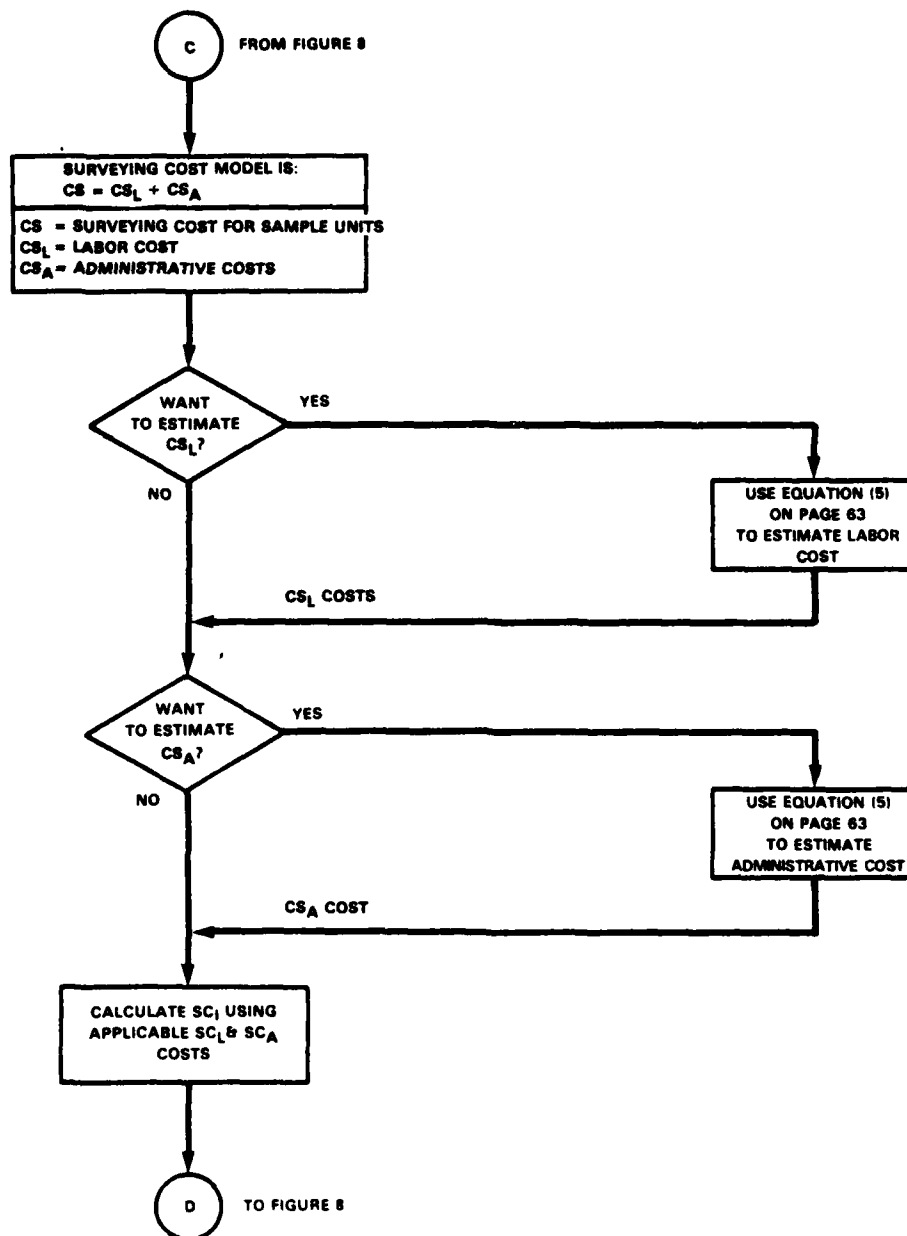 C FROM FIGURE 8
SURVEYING COST MODEL IS:
CS = CS_L + CS_A
CS = SURVEYING COST FOR SAMPLE UNITS
CS_L = LABOR COST
CS_A = ADMINISTRATIVE COSTS
WANT
TO ESTIMATE
CS_L?
YES
NO
USE EQUATION (5)
ON PAGE 63
TO ESTIMATE LABOR
COST
CS_L COSTS
WANT
TO ESTIMATE
CS_A?
YES
NO
USE EQUATION (5)
ON PAGE 63
TO ESTIMATE
ADMINISTRATIVE COST
CS_A COST
CALCULATE SC_I USING
APPLICABLE SC_L & SC_A
COSTS
D TO FIGURE 8